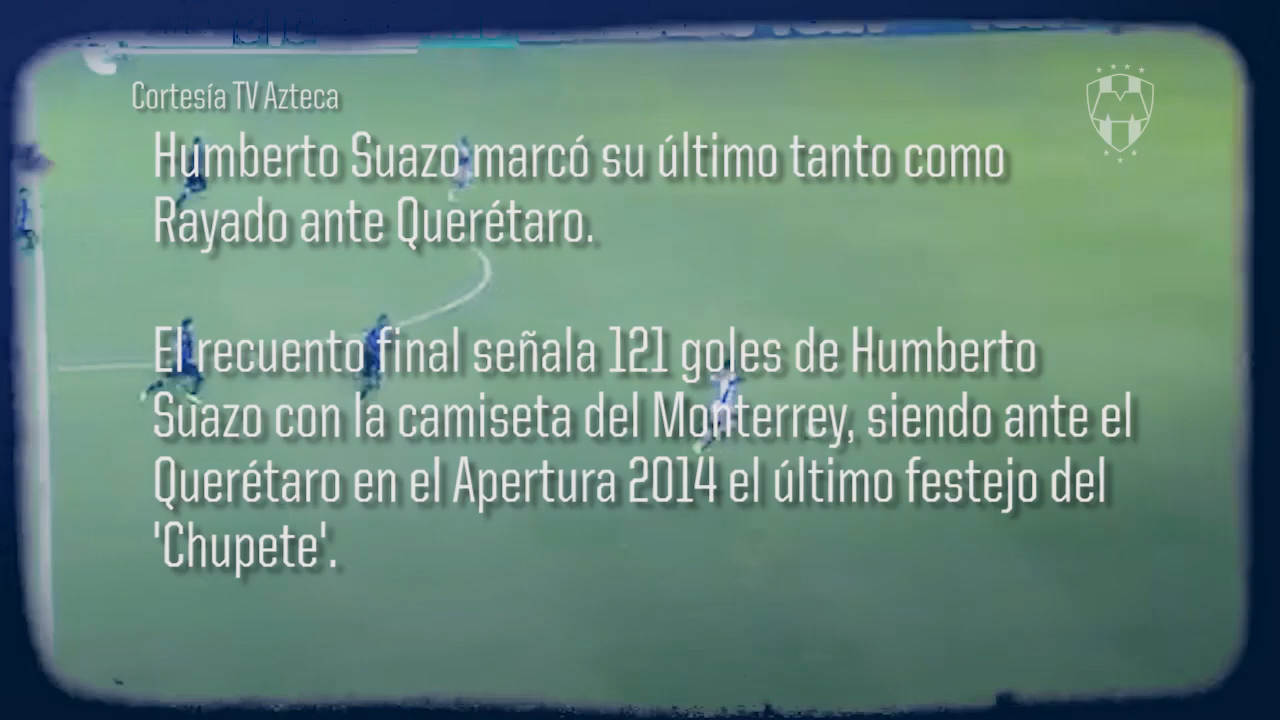 Cortesía TV Azteca
Humberto Suazo marcó su último tanto como
Rayado ante Querétaro.
El recuento final señala 121 goles de Humberto
Suazo con la camiseta del Monterrey, siendo ante el
Querétaro en el Apertura 2014 el último festejo del
'Chupete'.